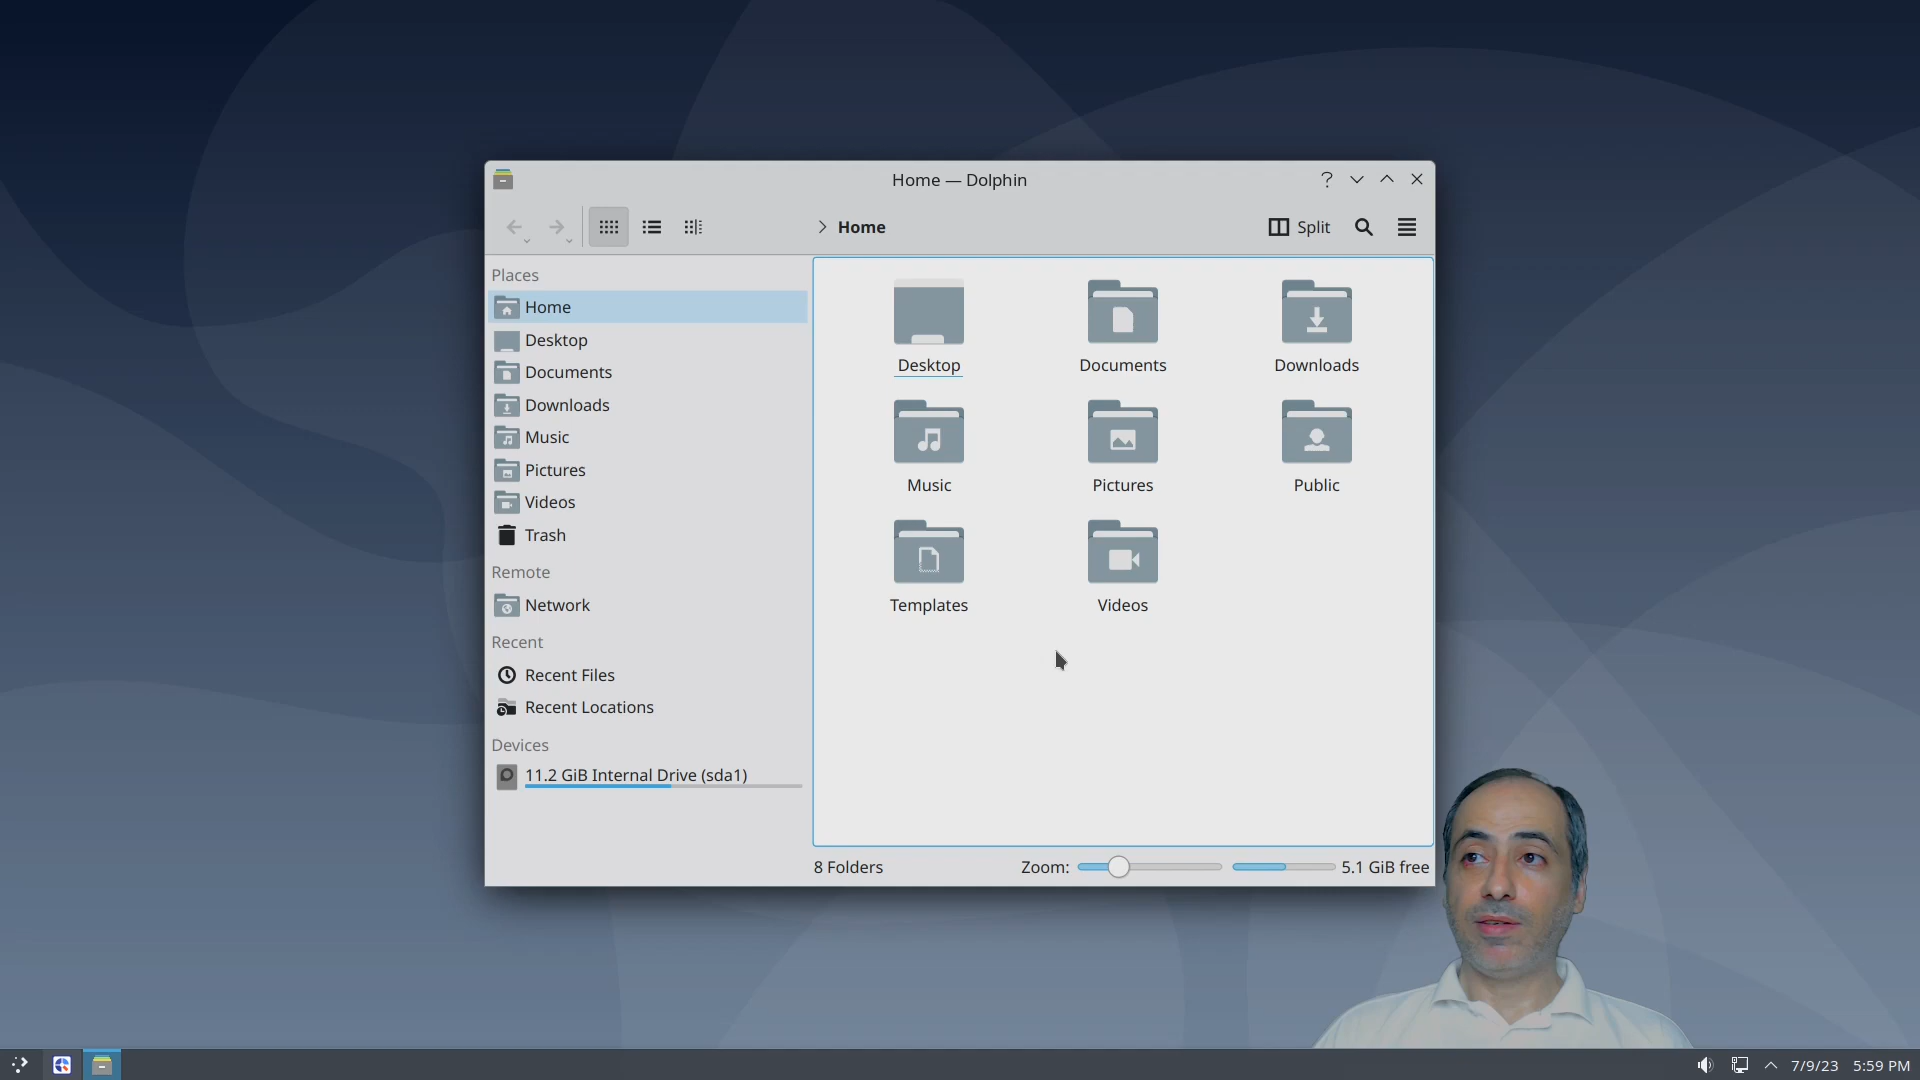 Home — Dolphin
Home
Split
Places
Home
Desktop
Documents
Downloads
Music
Pictures
Videos
Trash
Remote
Network
Recent
Recent Files
Recent Locations
Devices
11.2 GiB Internal Drive (sda1)
Desktop
Documents
Downloads
Music
Pictures
Public
Templates
Videos
8 Folders
Zoom:
5.1 GiB free
7/9/23
5:59 PM